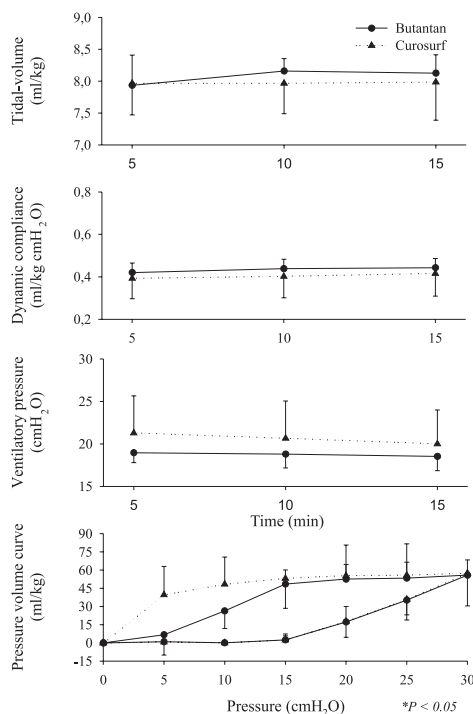 Butantan
Curosurf
Tidal-volume
(ml/kg)
9,0
8,5
8,0
7,5
7,0
5 10 15
Dynamic compliance
(ml/kg cmH2O)
0,8
0,6
0,4
0,2
5 10 15
Ventilatory pressure
(cmH2O)
30
25
20
15
5 10 15
Time (min)
Pressure volume curve
(ml/kg)
90
75
60
45
30
15
0
-15
0 5 10 15 20 25 30
Pressure (cmH2O)
*P < 0.05